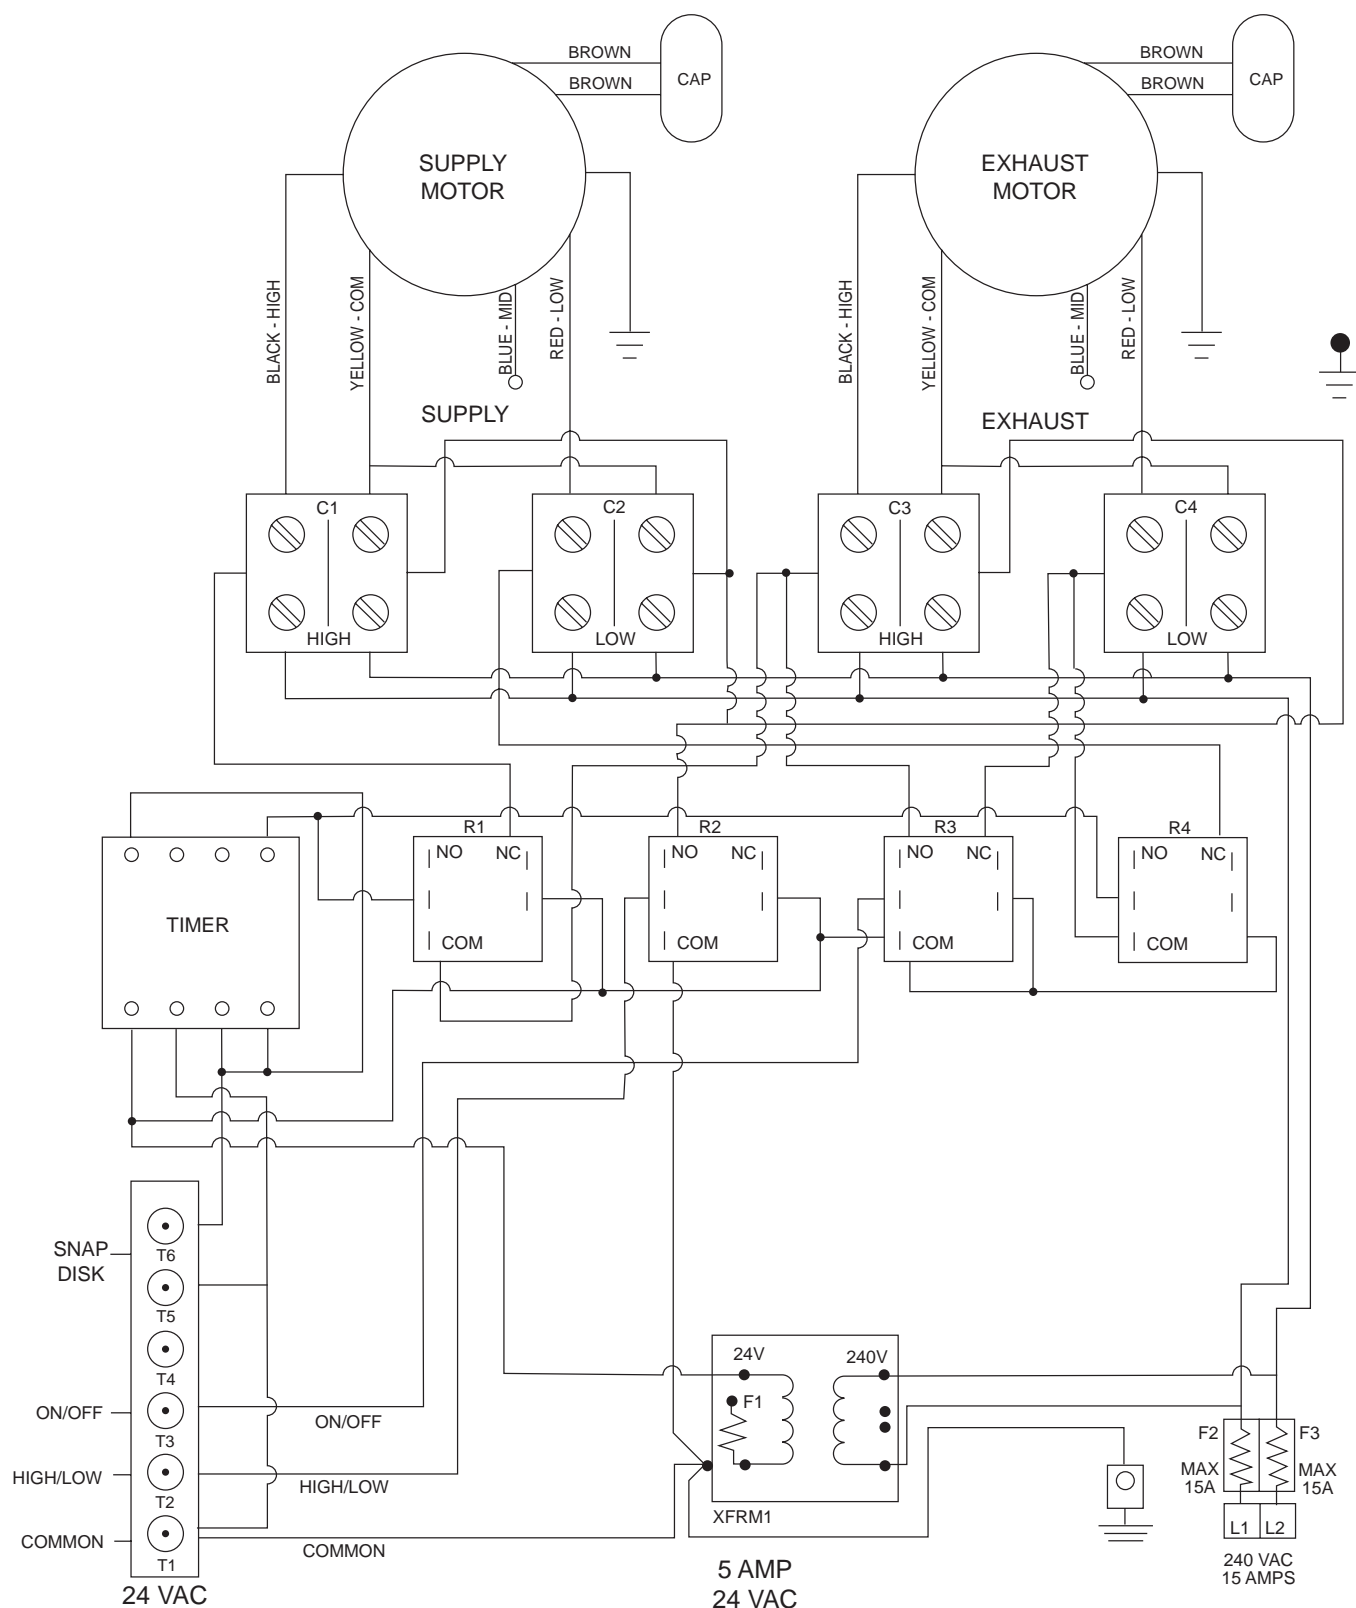 BROWN
BROWN
CAP
BROWN
BROWN
CAP
SUPPLY
MOTOR
EXHAUST
MOTOR
BLACK - HIGH
YELLOW - COM
BLUE - MID
RED - LOW
BLACK - HIGH
YELLOW - COM
BLUE - MID
RED - LOW
SUPPLY
EXHAUST
C1
HIGH
C2
LOW
C3
HIGH
C4
LOW
R1
NO NC
COM
R2
NO NC
COM
R3
NO NC
COM
R4
NO NC
COM
TIMER
SNAP
DISK
T6
T5
T4
ON/OFF
T3
ON/OFF
HIGH/LOW
T2
HIGH/LOW
COMMON
T1
COMMON
24 VAC
24V
240V
F1
XFRM1
5 AMP
24 VAC
F2
F3
MAX
15A
MAX
15A
L1 L2
240 VAC
15 AMPS